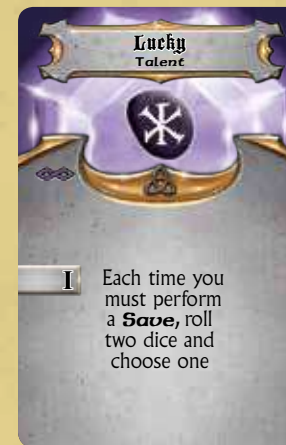 Lucky
Talent
I
Each time you
must perform
a Save, roll
two dice and
choose one